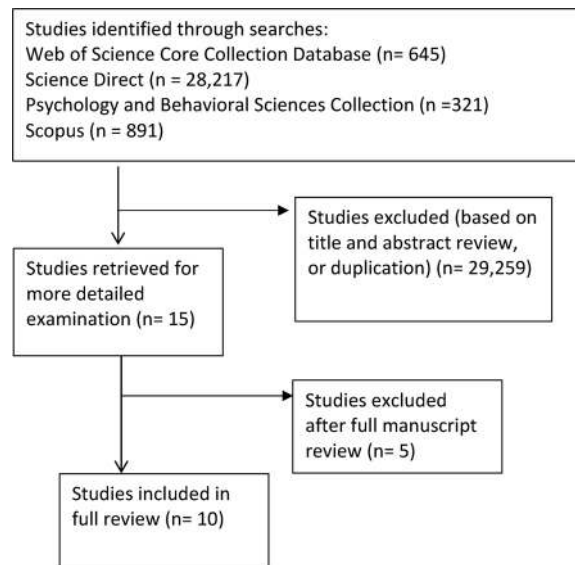 Studies identified through searches:
Web of Science Core Collection Database (n= 645)
Science Direct (n = 28,217)
Psychology and Behavioral Sciences Collection (n =321)
Scopus (n = 891)
Studies excluded (based on
title and abstract review,
or duplication) (n= 29,259)
Studies retrieved for
more detailed
examination (n= 15)
Studies excluded
after full manuscript
review (n= 5)
Studies included in
full review (n= 10)